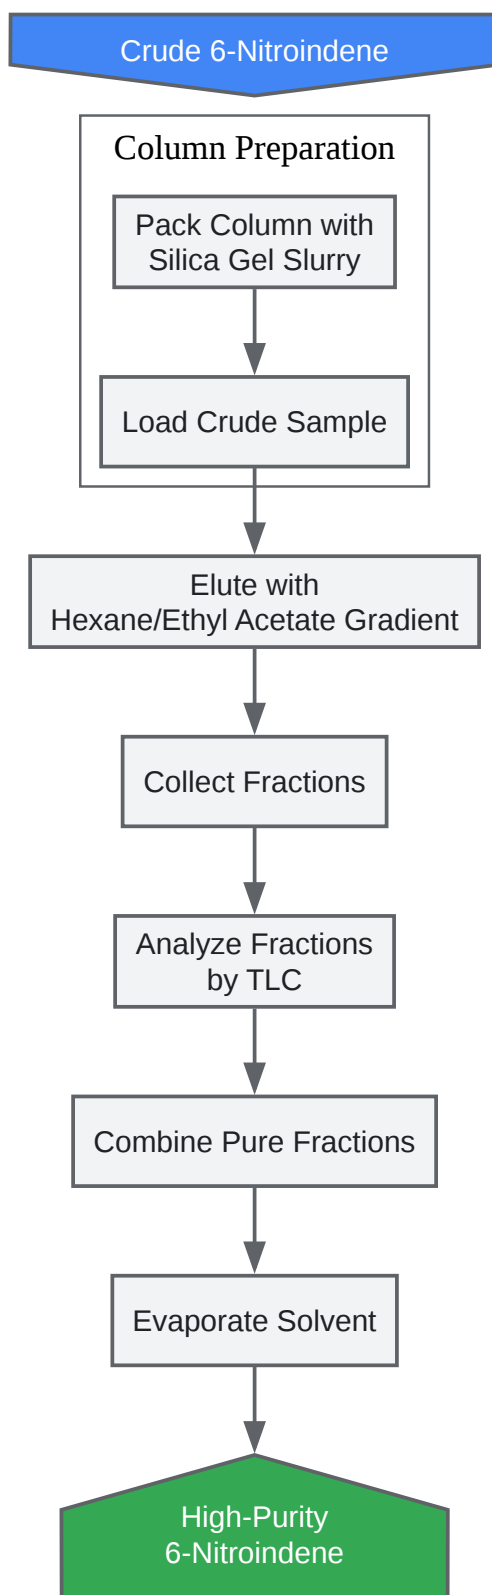 Crude 6-Nitroindene
Column Preparation
Pack Column with
Silica Gel Slurry
Load Crude Sample
Elute with
Hexane/Ethyl Acetate Gradient
Collect Fractions
Analyze Fractions
by TLC
Combine Pure Fractions
Evaporate Solvent
High-Purity
6-Nitroindene